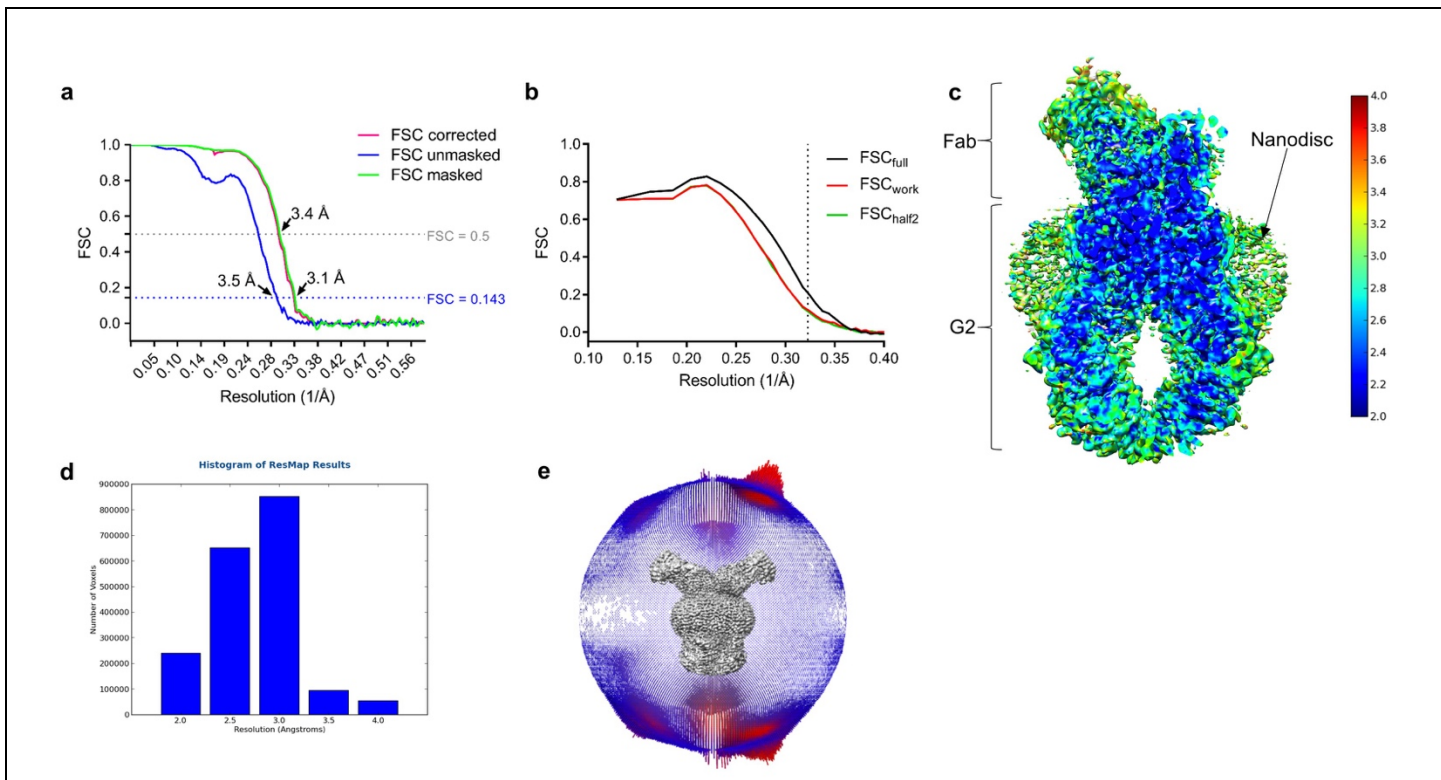 a
FSC corrected
FSC unmasked
FSC masked
1.0
0.8
0.6
0.4
0.2
0.0
FSC
3.4 Å
FSC = 0.5
3.5 Å
3.1 Å
FSC = 0.143
0.05
0.10
0.14
0.19
0.24
0.28
0.33
0.38
0.42
0.47
0.51
0.56
Resolution (1/Å)
b
FSCfull
FSCwork
FSChalf2
1.0
0.8
0.6
0.4
0.2
0.0
FSC
0.10
0.20
0.25
0.30
0.35
0.40
Resolution (1/Å)
c
Fab
G2
Nanodisc
4.0
3.8
3.6
3.4
3.2
3.0
2.8
2.6
2.4
2.2
2.0
d
Histogram of ResMap Results
900000
800000
700000
600000
500000
400000
300000
200000
100000
0
Number of Voxels
2.0
2.5
3.0
3.5
4.0
Resolution (Angstroms)
e